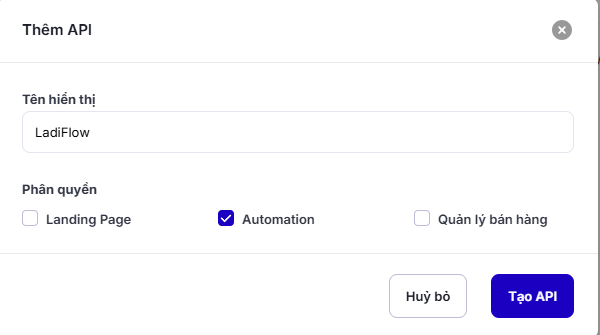 Thêm API
Tên hiển thị
LadiFlow
Phân quyền
Landing Page
Automation
Quản lý bán hàng
Huỷ bỏ
Tạo API